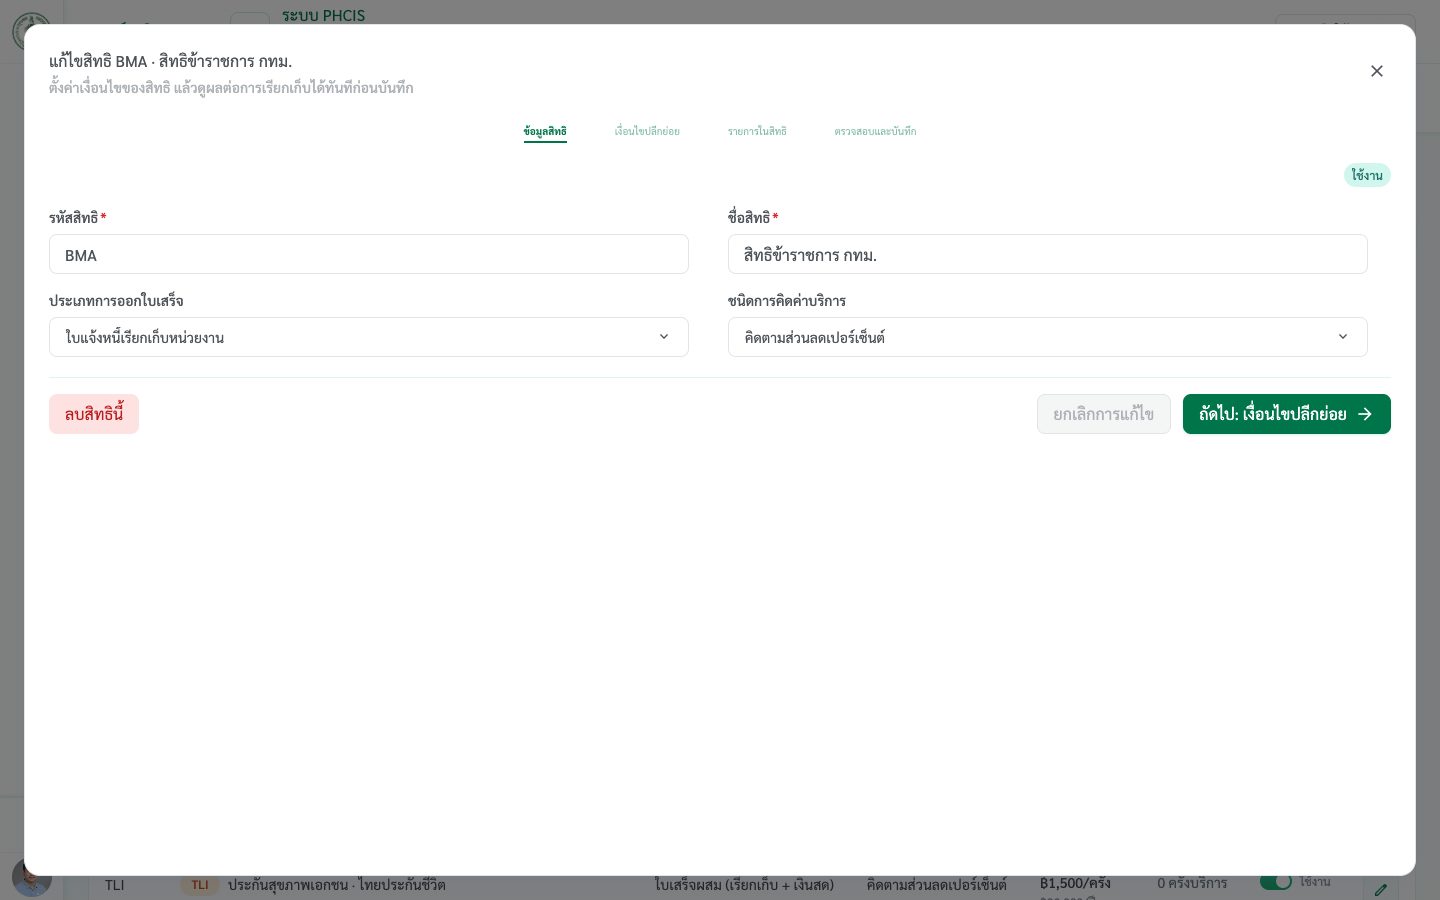 ระบบ PHCIS
แก้ไขสิทธิ BMA · สิทธิข้าราชการ กทม.
ตั้งค่าเงื่อนไขของสิทธิ แล้วดูผลต่อการเรียกเก็บได้ทันทีก่อนบันทึก
ข้อมูลสิทธิ เงื่อนไขปลีกย่อย รายการในสิทธิ ตรวจสอบและบันทึก
ใช้งาน
รหัสสิทธิ* ชื่อสิทธิ*
BMA สิทธิข้าราชการ กทม.
ประเภทการออกใบเสร็จ ชนิดการคิดค่าบริการ
ใบแจ้งหนี้เรียกเก็บหน่วยงาน คิดตามส่วนลดเปอร์เซ็นต์
ลบสิทธินี้ ยกเลิกการแก้ไข ถัดไป: เงื่อนไขปลีกย่อย
TLI TLI ประกันสุขภาพเอกชน · ไทยประกันชีวิต ใบเสร็จผสม (เรียกเก็บ + เงินสด) คิดตามส่วนลดเปอร์เซ็นต์ ฿1,500/ครั้ง 0 ครั้งบริการ ใช้งาน